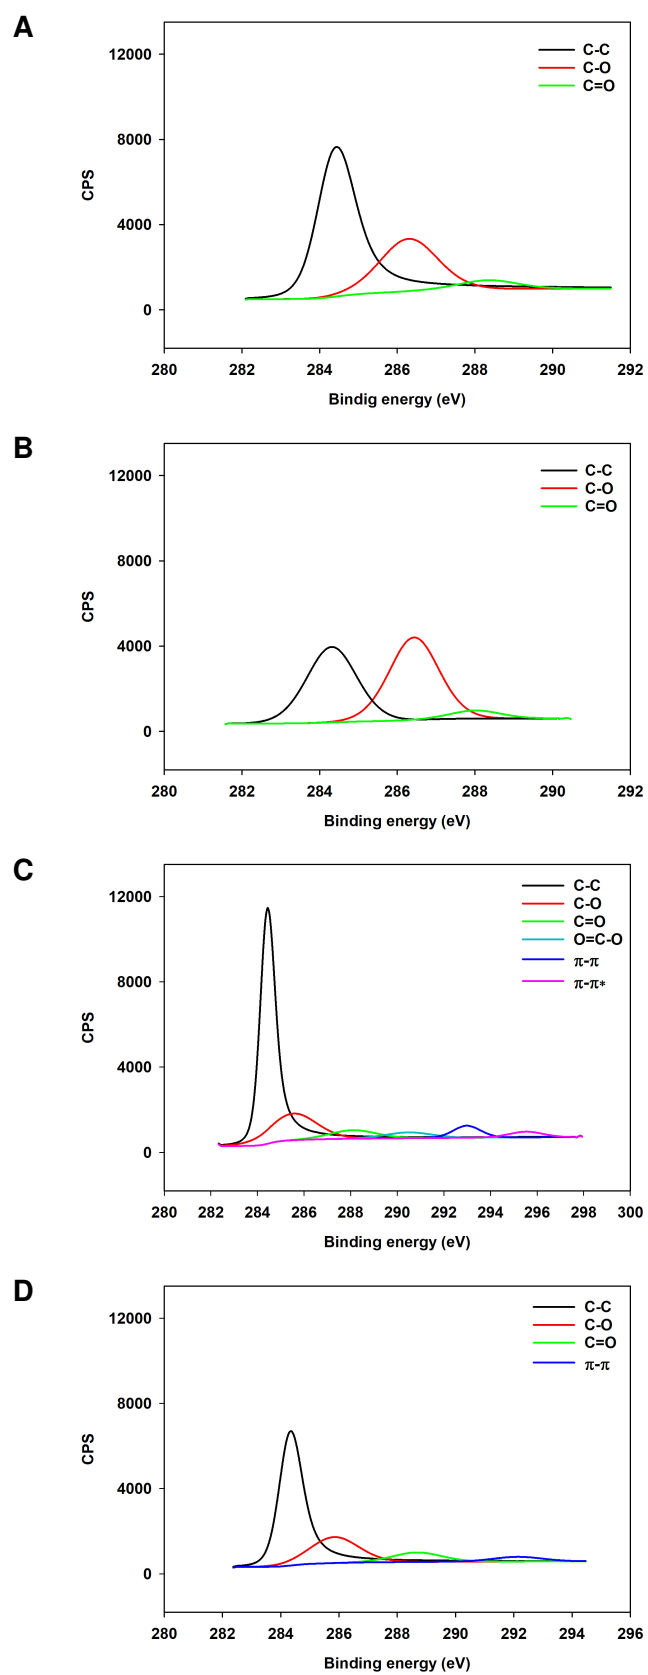 A
12000
8000
4000
0
CPS
C-C
C-O
C=O
280 282 284 286 288 290 292
Bindig energy (eV)
B
12000
8000
4000
0
CPS
C-C
C-O
C=O
280 282 284 286 288 290 292
Binding energy (eV)
C
12000
8000
4000
0
CPS
C-C
C-O
C=O
O=C-O
π-π
π-π*
280 282 284 286 288 290 292 294 296 298 300
Binding energy (eV)
D
12000
8000
4000
0
CPS
C-C
C-O
C=O
π-π
280 282 284 286 288 290 292 294 296
Binding energy (eV)